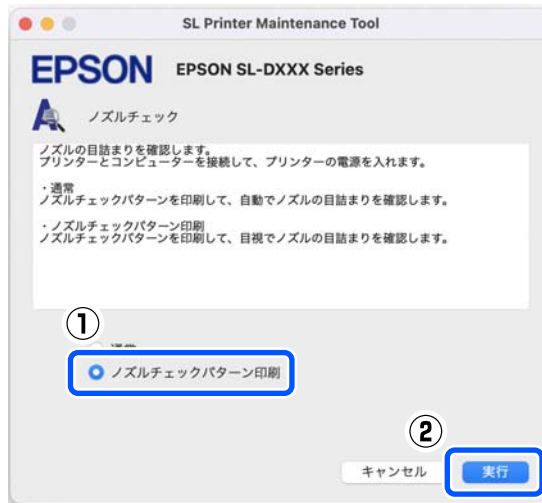 SL Printer Maintenance Tool
EPSON EPSON SL-DXXX Series
ノズルチェック
ノズルの目詰まりを確認します。
プリンターとコンピューターを接続して、プリンターの電源を入れます。
・通常
ノズルチェックパターンを印刷して、自動でノズルの目詰まりを確認します。
・ノズルチェックパターン印刷
ノズルチェックパターンを印刷して、目視でノズルの目詰まりを確認します。
①
ノズルチェックパターン印刷
②
キャンセル 実行